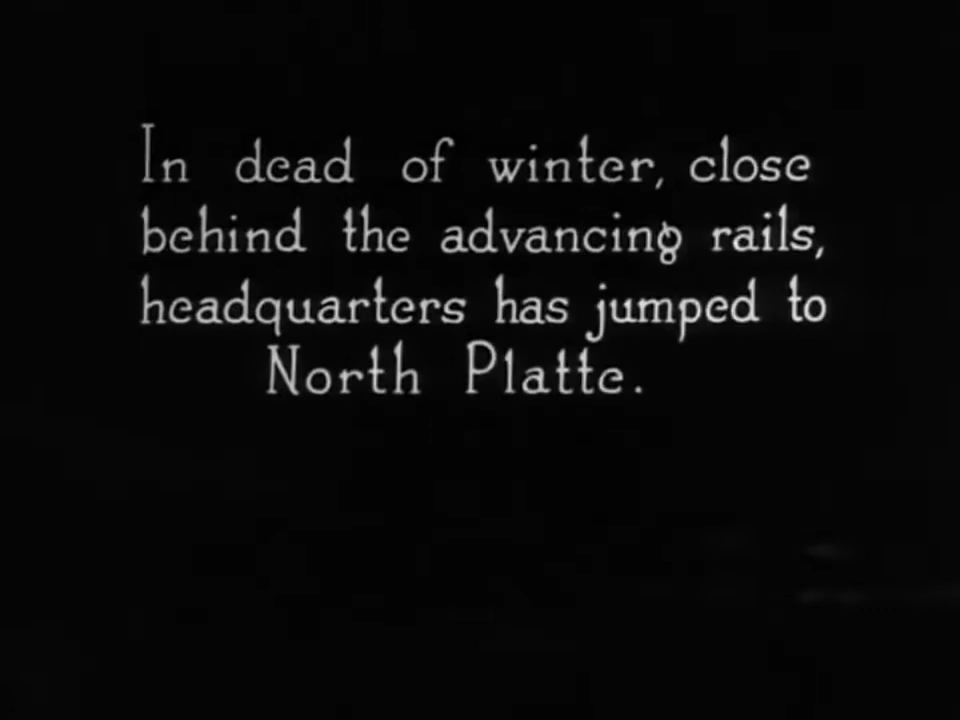 In dead of winter, close
behind the advancing rails,
headquarters has jumped to
North Platte.